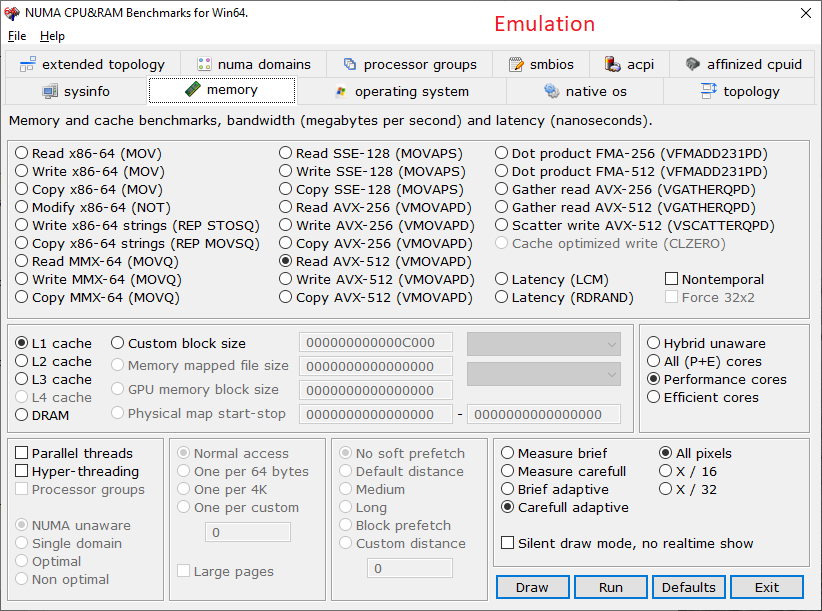 NUMA CPU&RAM Benchmarks for Win64.
Emulation
File Help
extended topology numa domains processor groups smbios acpi affinized cpuid
sysinfo memory operating system native os topology
Memory and cache benchmarks, bandwidth (megabytes per second) and latency (nanoseconds).
Read x86-64 (MOV) Read SSE-128 (MOVAPS) Dot product FMA-256 (VFMADD231PD)
Write x86-64 (MOV) Write SSE-128 (MOVAPS) Dot product FMA-512 (VFMADD231PD)
Copy x86-64 (MOV) Copy SSE-128 (MOVAPS) Gather read AVX-256 (VGATHERQPD)
Modify x86-64 (NOT) Read AVX-256 (VMOVAPD) Gather read AVX-512 (VGATHERQPD)
Write x86-64 strings (REP STOSQ) Write AVX-256 (VMOVAPD) Scatter write AVX-512 (VSCATTERQPD)
Copy x86-64 strings (REP MOVSQ) Copy AVX-256 (VMOVAPD) Cache optimized write (CLZERO)
Read MMX-64 (MOVQ) Read AVX-512 (VMOVAPD)
Write MMX-64 (MOVQ) Write AVX-512 (VMOVAPD) Latency (LCM) Nontemporal
Copy MMX-64 (MOVQ) Copy AVX-512 (VMOVAPD) Latency (RDRAND) Force 32x2
L1 cache Custom block size 000000000000C000 Hybrid unaware
L2 cache Memory mapped file size 0000000000000000 All (P+E) cores
L3 cache GPU memory block size 0000000000000000 Performance cores
L4 cache Physical map start-stop 0000000000000000 - 0000000000000000 Efficient cores
DRAM
Parallel threads Normal access No soft prefetch Measure brief All pixels
Hyper-threading One per 64 bytes Default distance Measure carefull X / 16
Processor groups One per 4K Medium Brief adaptive X / 32
One per custom Long Carefull adaptive
NUMA unaware 0 Block prefetch
Single domain Custom distance Silent draw mode, no realtime show
Optimal Large pages 0
Non optimal Draw Run Defaults Exit